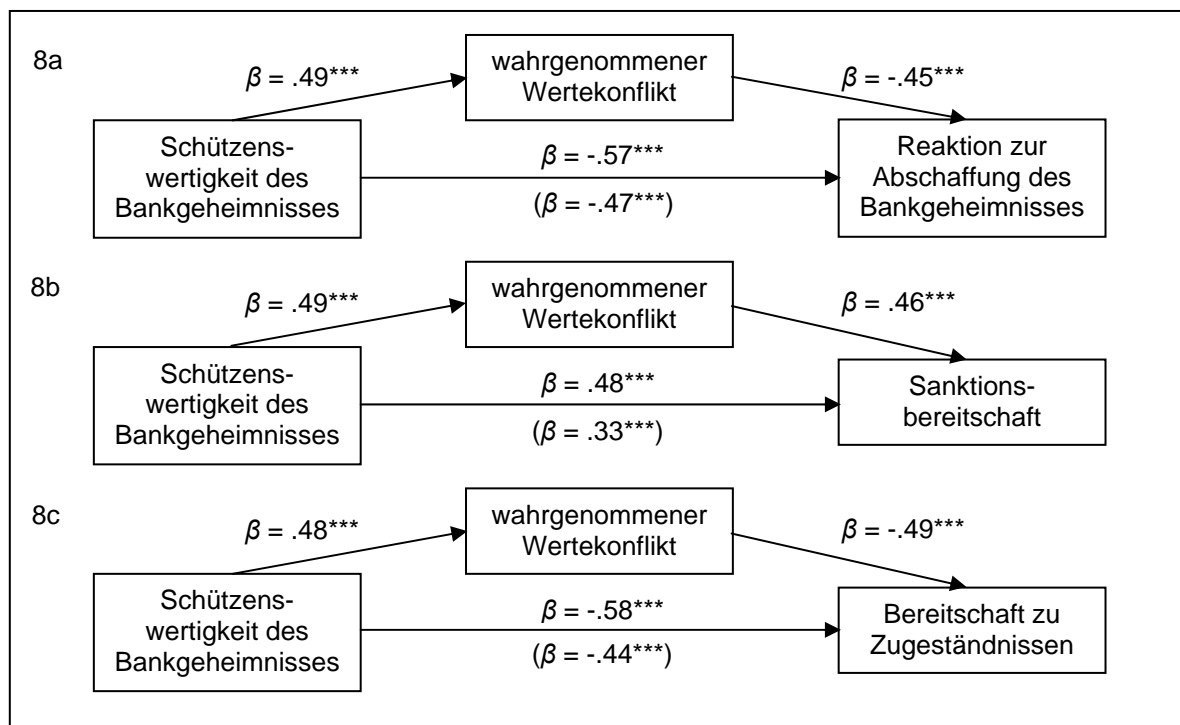 8a
β = .49***
wahrgenommener
Wertekonflikt
β = -.45***
Schützens-
wertigkeit des
Bankgeheimnisses
β = -.57***
(β = -.47***)
Reaktion zur
Abschaffung des
Bankgeheimnisses
8b
β = .49***
wahrgenommener
Wertekonflikt
β = .46***
Schützens-
wertigkeit des
Bankgeheimnisses
β = .48***
(β = .33***)
Sanktions-
bereitschaft
8c
β = .48***
wahrgenommener
Wertekonflikt
β = -.49***
Schützens-
wertigkeit des
Bankgeheimnisses
β = -.58***
(β = -.44***)
Bereitschaft zu
Zugeständnissen